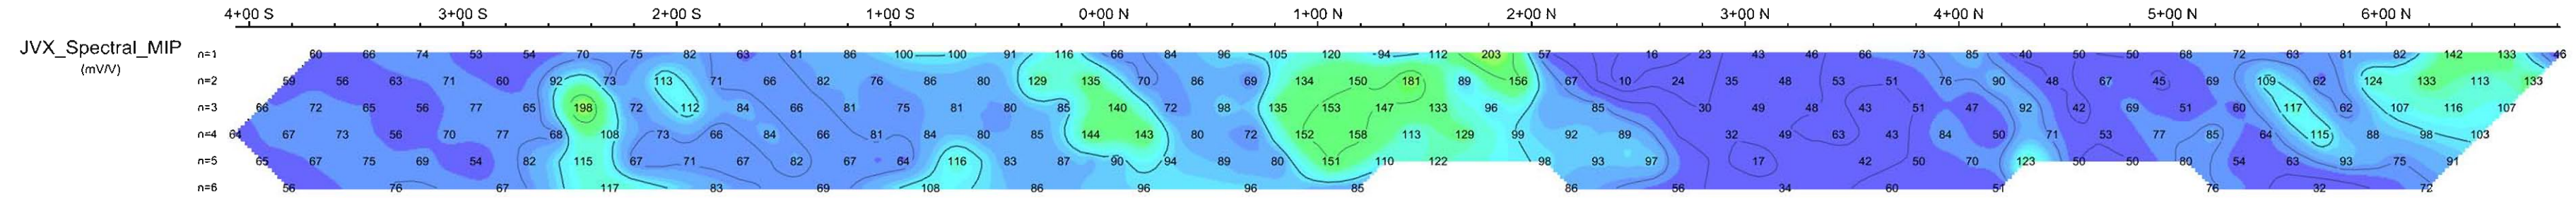 4+00 S 3+00 S 2+00 S 1+00 S 0+00 N 1+00 N 2+00 N 3+00 N 4+00 N 5+00 N 6+00 N
JVX_Spectral_MIP
(mV/V)
n=1 60 66 74 53 54 70 75 82 63 81 86 100 100 91 116 66 84 96 105 120 94 112 203 57 16 23 43 46 66 73 85 40 50 50 68 72 63 81 82 142 133 46
n=2 59 56 63 71 60 92 73 113 71 66 82 76 86 80 129 135 70 86 69 134 150 181 89 156 67 10 24 35 48 53 51 76 90 48 67 45 69 109 62 124 133 113 133
n=3 66 72 65 56 77 65 198 72 112 84 66 81 75 81 80 85 140 72 98 135 153 147 133 96 85 30 49 48 43 51 47 92 42 69 51 60 117 62 107 116 107
n=4 64 67 73 56 70 77 68 108 73 66 84 66 81 84 80 85 144 143 80 72 152 158 113 129 99 92 89 32 49 63 43 84 50 71 53 77 85 64 115 88 98 103
n=5 65 67 75 69 54 82 115 67 71 67 82 67 64 116 83 87 90 94 89 80 151 110 122 98 93 97 17 42 50 70 123 50 50 80 54 63 93 75 91
n=6 56 76 67 117 83 69 108 86 96 96 85 86 56 34 60 51 76 32 72